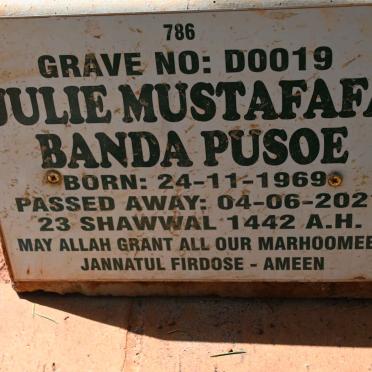 786
GRAVE NO: D0019
JULIE MUSTAFAFA
BANDA PUSOE
BORN: 24-11-1969
PASSED AWAY: 04-06-2021
23 SHAWWAL 1442 A.H.
MAY ALLAH GRANT ALL OUR MARHOOMEE
JANNATUL FIRDOSE - AMEEN